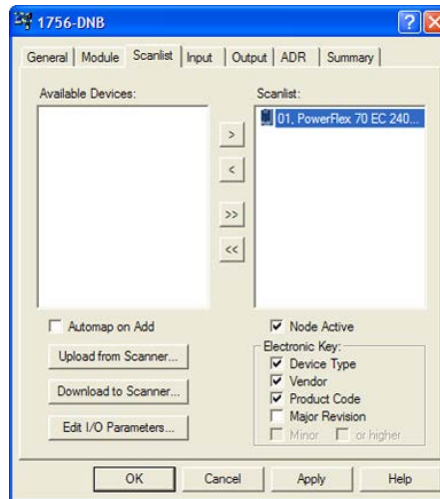 1756-DNB
General Module Scanlist Input Output ADR Summary
Available Devices: Scanlist:
01, PowerFlex 70 EC 240...
>
<
>>
<<
Automap on Add Node Active
Upload from Scanner... Electronic Key:
Device Type
Vendor
Download to Scanner... Product Code
Major Revision
Edit I/O Parameters... Minor or higher
OK Cancel Apply Help